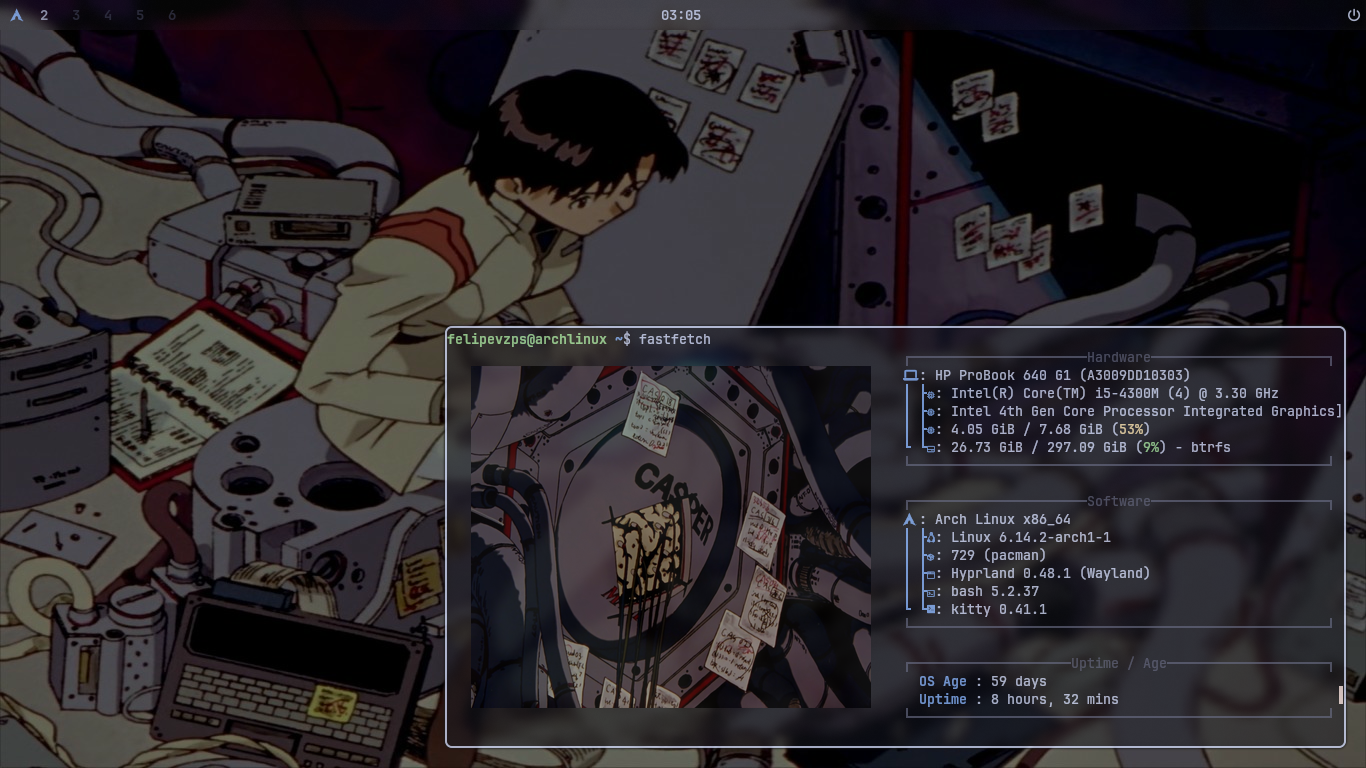 2 3 4 5 6
03:05
felipevzps@archlinux ~$ fastfetch
Hardware
: HP ProBook 640 G1 (A3009DD10303)
: Intel(R) Core(TM) i5-4300M (4) @ 3.30 GHz
: Intel 4th Gen Core Processor Integrated Graphics]
: 4.05 GiB / 7.68 GiB (53%)
: 26.73 GiB / 297.09 GiB (9%) - btrfs
CASPER
Software
: Arch Linux x86_64
: Linux 6.14.2-arch1-1
: 729 (pacman)
: Hyprland 0.48.1 (Wayland)
: bash 5.2.37
: kitty 0.41.1
Uptime / Age
OS Age : 59 days
Uptime : 8 hours, 32 mins